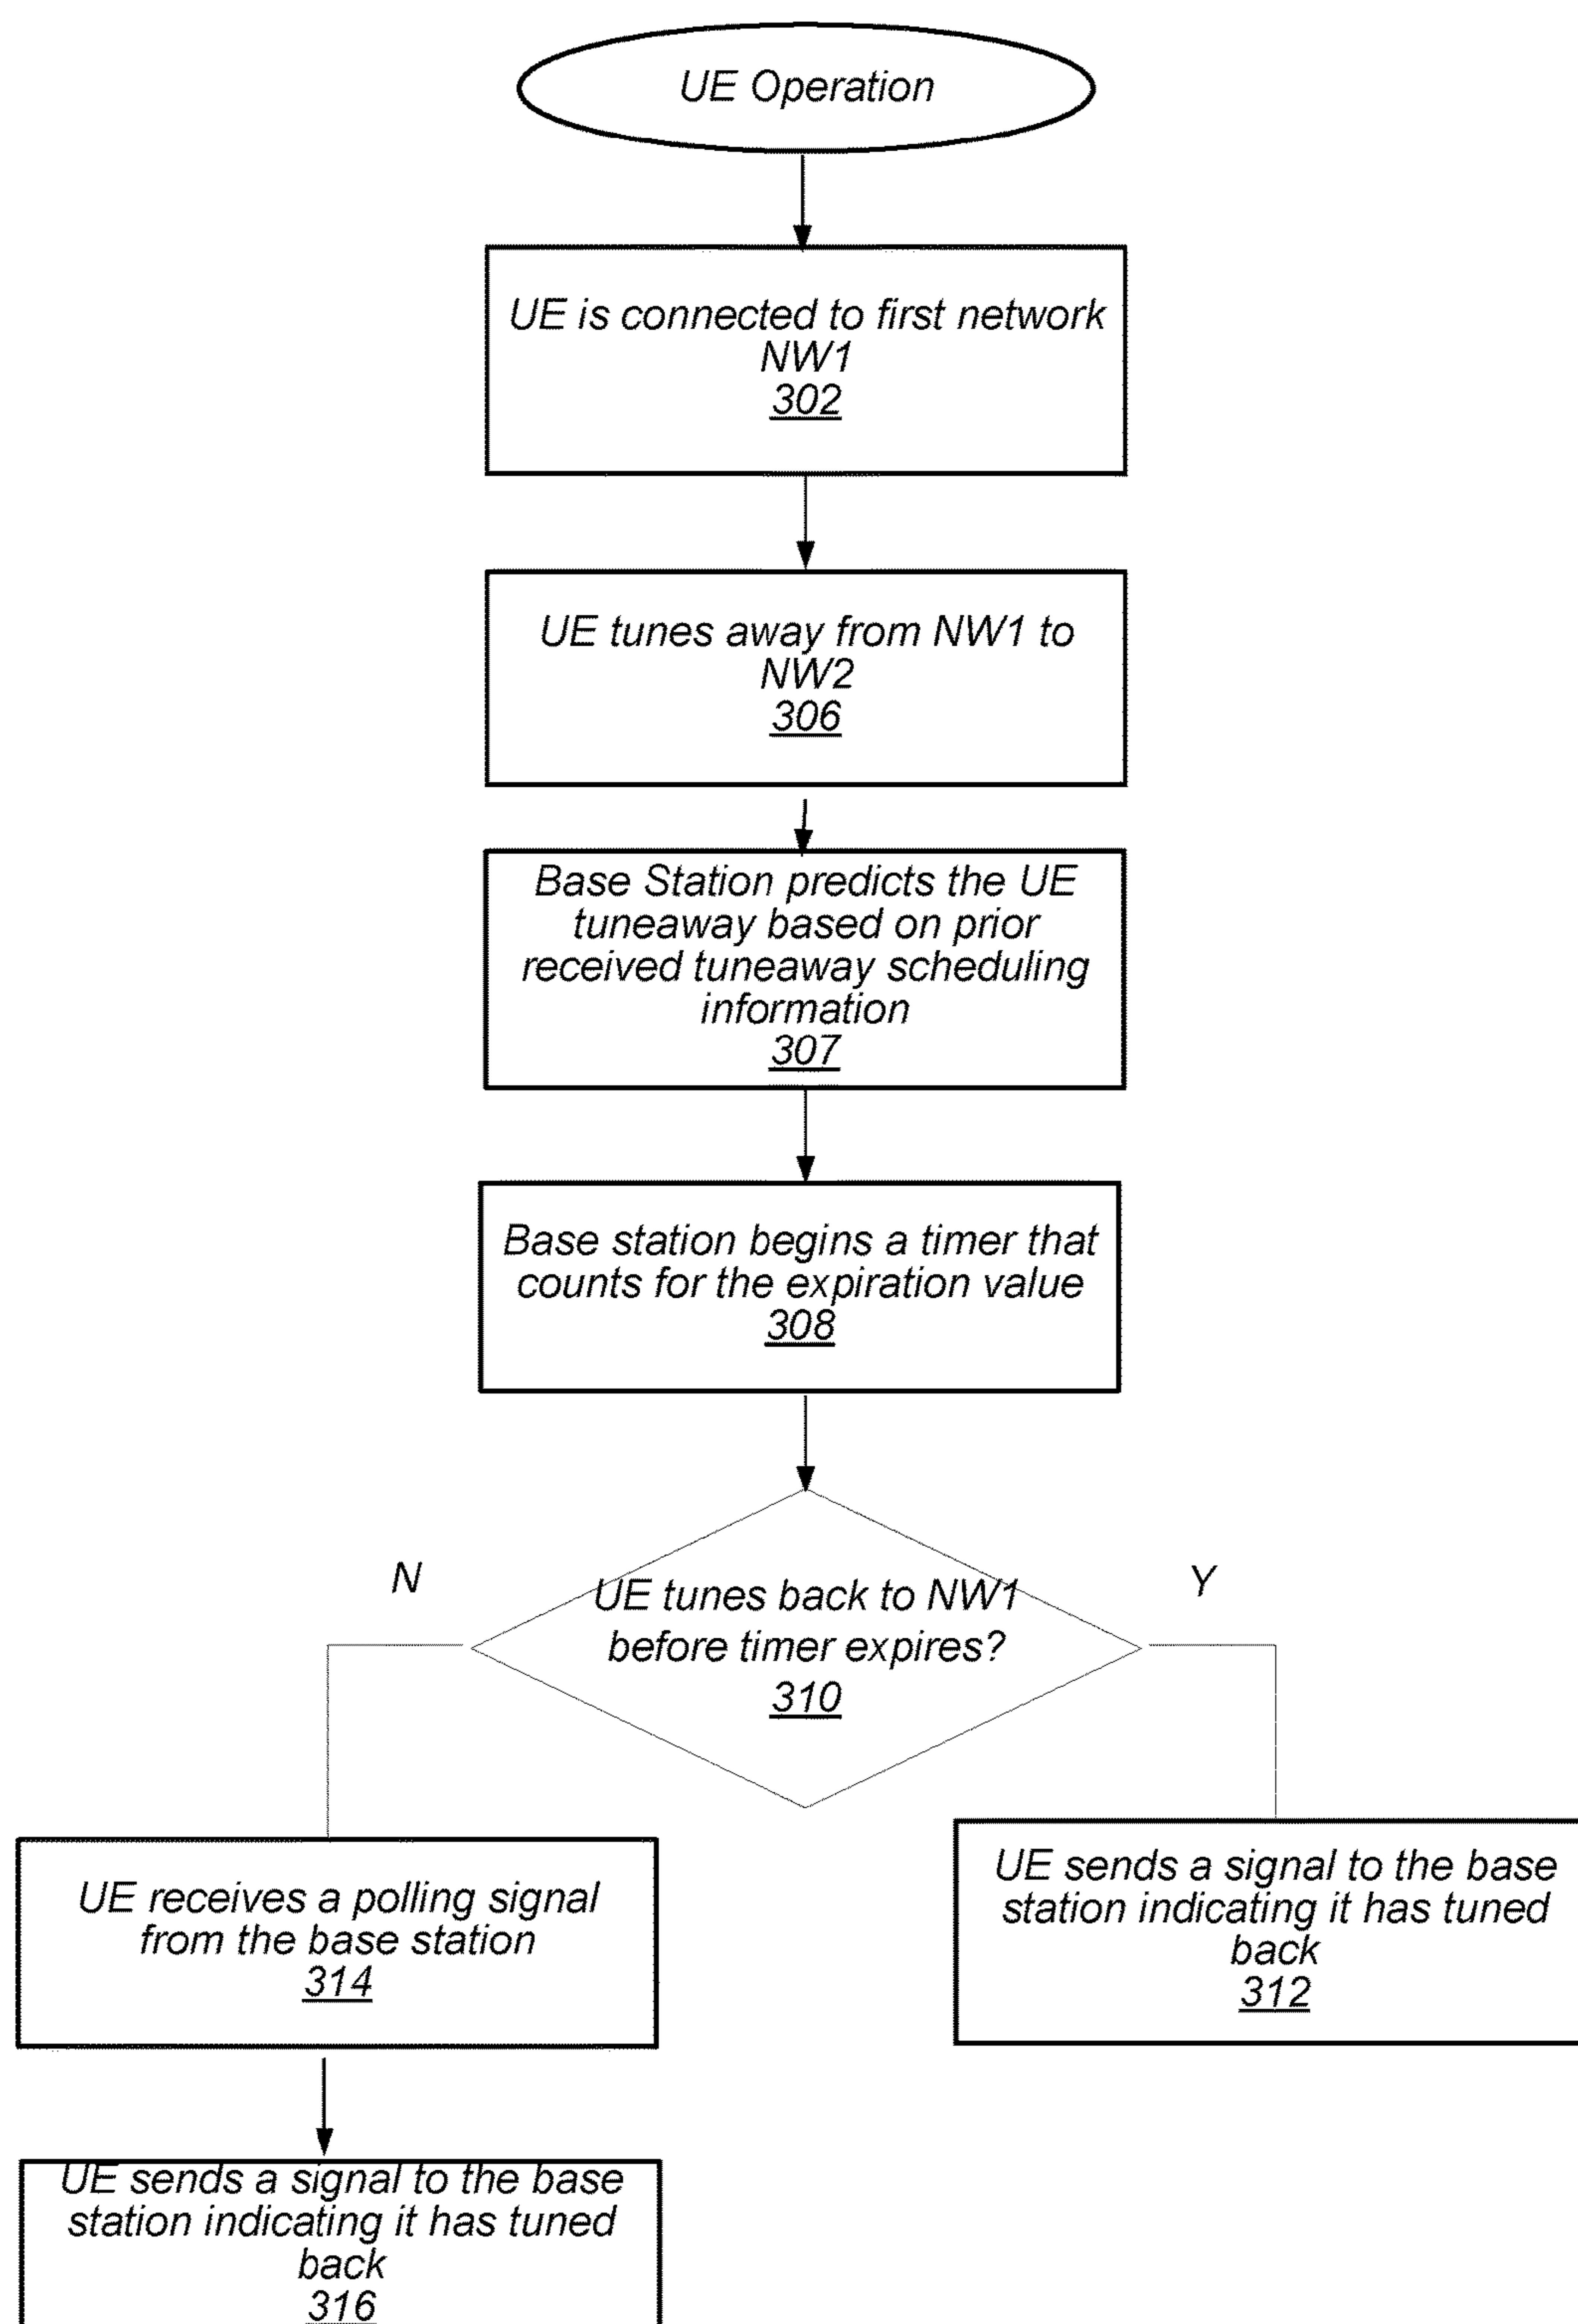 UE Operation
UE is connected to first network
NW1
302
UE tunes away from NW1 to
NW2
306
Base Station predicts the UE
tuneaway based on prior
received tuneaway scheduling
information
307
Base station begins a timer that
counts for the expiration value
308
N
Y
UE tunes back to NW1
before timer expires?
310
UE receives a polling signal
from the base station
314
UE sends a signal to the base
station indicating it has tuned
back
312
UE sends a signal to the base
station indicating it has tuned
back
316